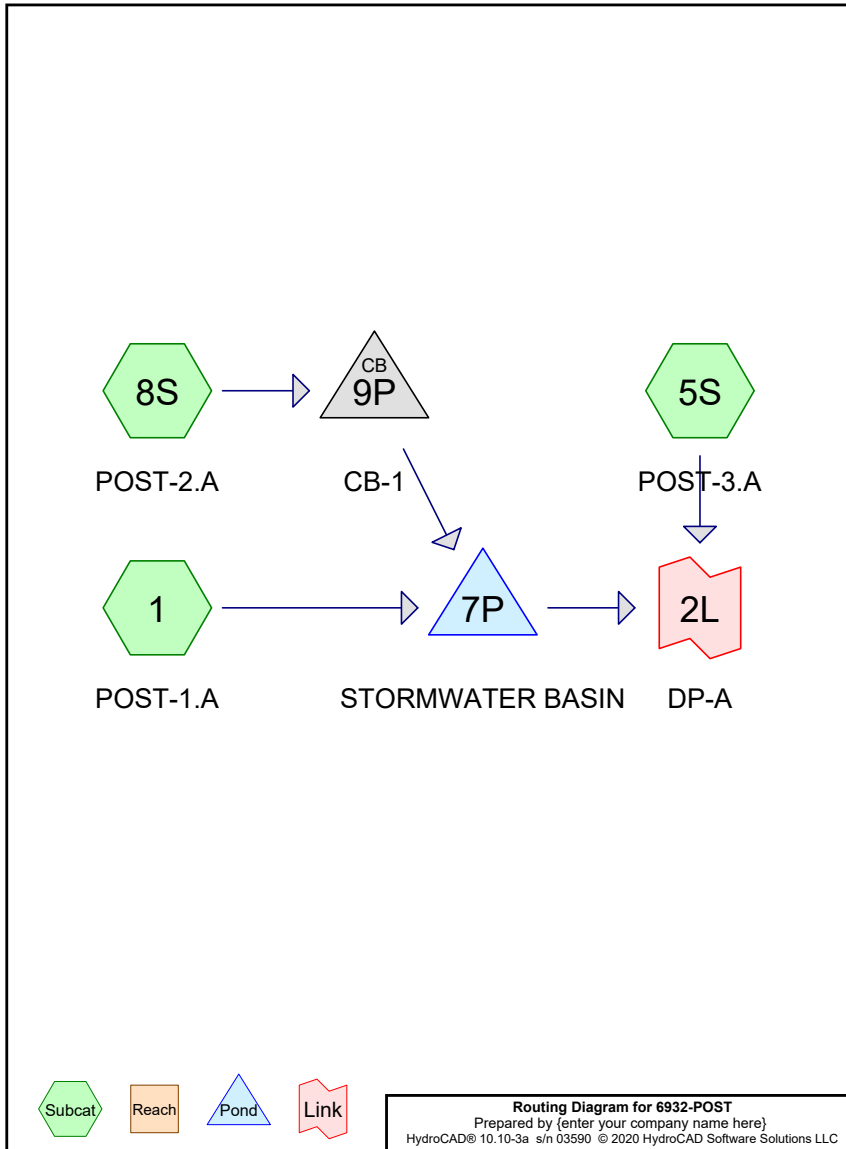 8S
CB
9P
5S
POST-2.A
CB-1
POST-3.A
1
7P
2L
POST-1.A
STORMWATER BASIN
DP-A
Subcat
Reach
Pond
Link
Routing Diagram for 6932-POST
Prepared by {enter your company name here}
HydroCAD® 10.10-3a s/n 03590 © 2020 HydroCAD Software Solutions LLC